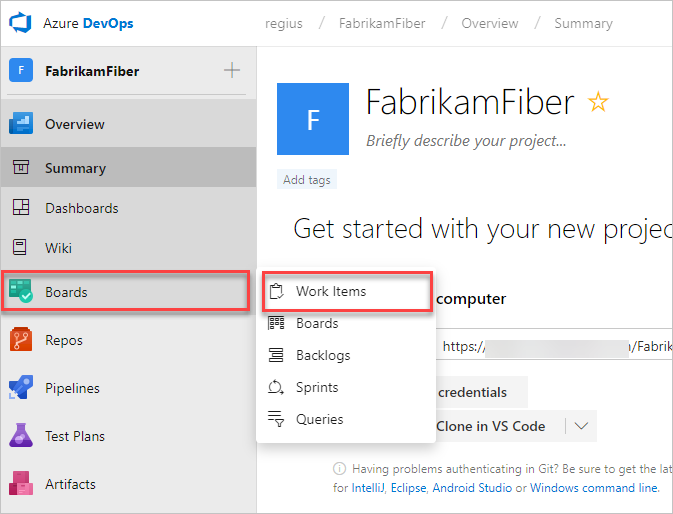 Azure DevOps
regius / FabrikamFiber / Overview / Summary
F FabrikamFiber +
Overview
Summary
Dashboards
Wiki
Boards
Repos
Pipelines
Test Plans
Artifacts
F
FabrikamFiber
Briefly describe your project...
Add tags
Get started with your new projec
Work Items
Boards
Backlogs
Sprints
Queries
computer
https:// /Fabri
credentials
Clone in VS Code
Having problems authenticating in Git? Be sure to get the lat
for IntelliJ, Eclipse, Android Studio or Windows command line.